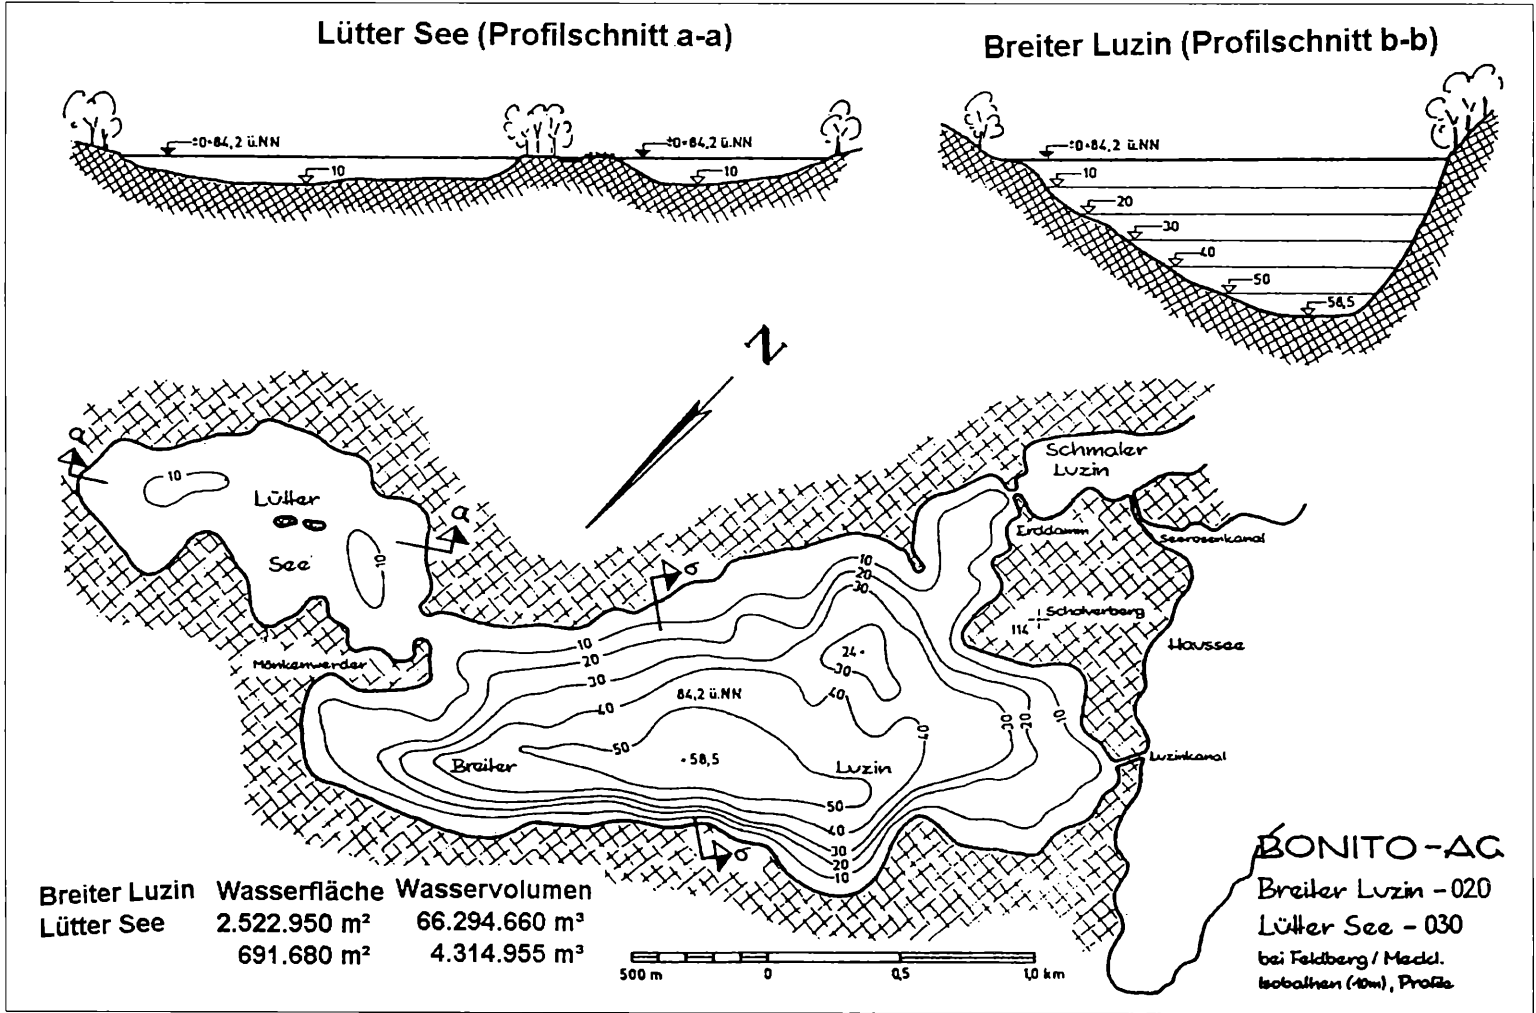 Lütter See (Profilschnitt a-a)
Breiter Luzin (Profilschnitt b-b)
±0=84,2 ü.NN
10
±0=84,2 ü.NN
10
±0=84,2 ü.NN
10
20
30
40
50
58,5
N
a
a
10
Lütter
See
10
Schmaler
Luzin
Erddamm
Seerosenkanal
Scholverberg
114
Haussee
Luzinkanal
Mönkenwerder
b
10
20
30
10
20
30
40
24
30
40
40
84,2 ü.NN
50
58,5
Breiter
Luzin
30
20
10
50
40
30
20
10
b
Breiter Luzin Wasserfläche Wasservolumen
Lütter See 2.522.950 m² 66.294.660 m³
691.680 m² 4.314.955 m³
500 m 0 0,5 1,0 km
BONITO-AG
Breiter Luzin - 020
Lütter See - 030
bei Feldberg / Meckl.
Isobathen (10m), Profile